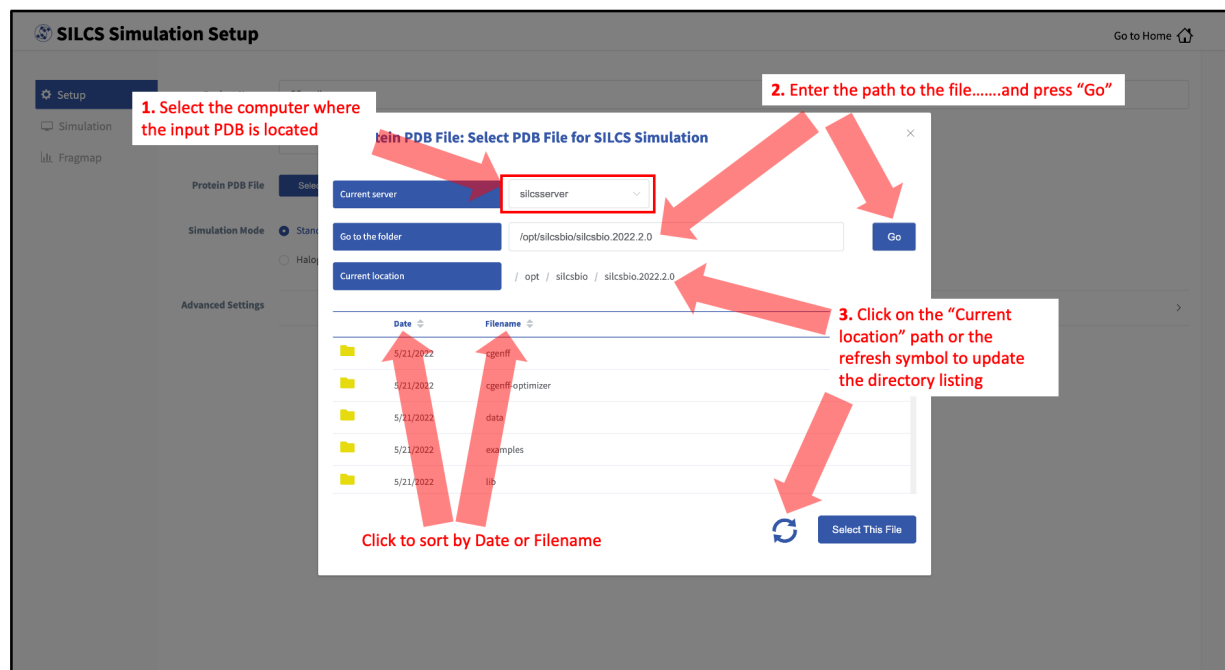 SILCS Simulation Setup
Go to Home
Setup
Simulation
Fragmap
1. Select the computer where
the input PDB is located
2. Enter the path to the file.......and press “Go”
tein PDB File: Select PDB File for SILCS Simulation
Protein PDB File
Sele
Current server
silcsserver
Simulation Mode
Stand
Go to the folder
/opt/silcsbio/silcsbio.2022.2.0
Go
Halo
Current location
/ opt / silcsbio / silcsbio.2022.2.0
Advanced Settings
3. Click on the “Current
location” path or the
refresh symbol to update
the directory listing
Date
Filename
5/21/2022 cgenff
5/21/2022 cgenff-optimizer
5/21/2022 data
5/21/2022 examples
5/21/2022 lib
Click to sort by Date or Filename
Select This File